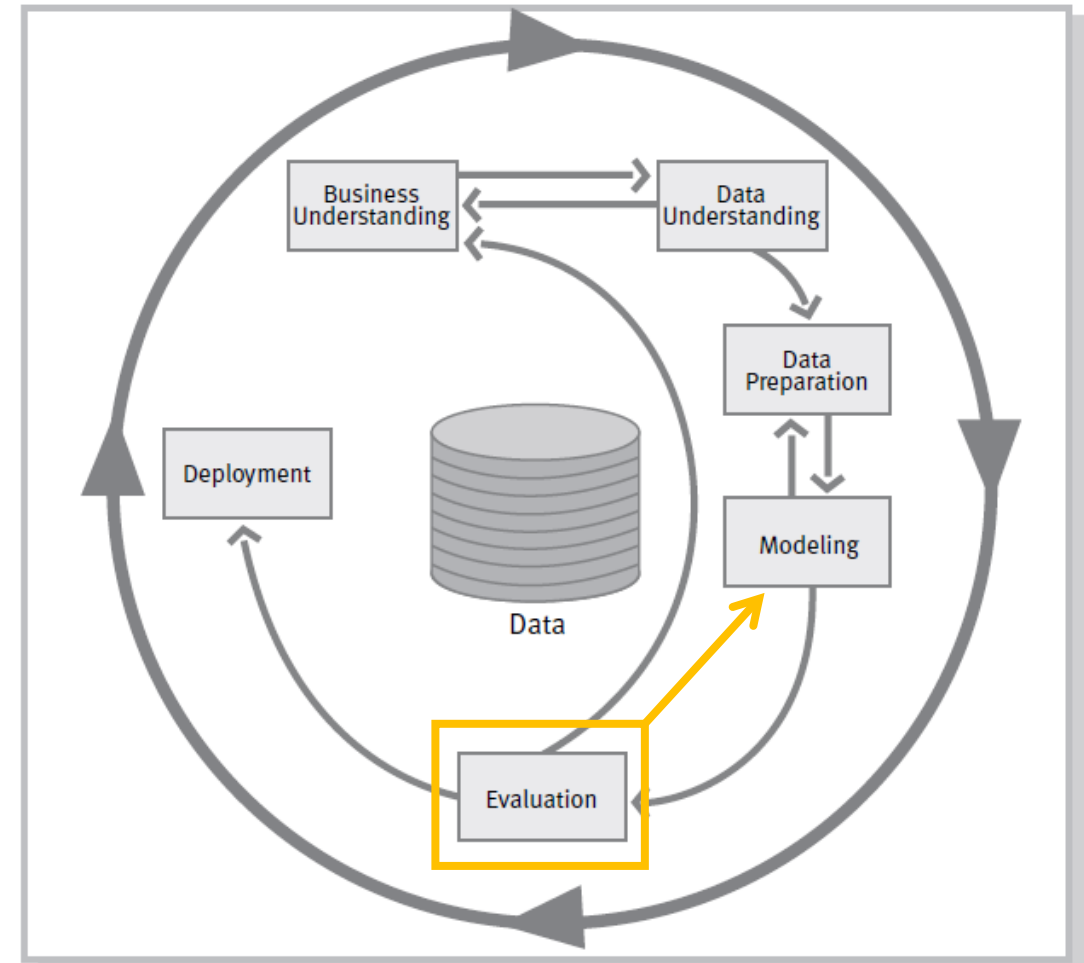 Business
Understanding
Data
Understanding
Data
Preparation
Deployment
Modeling
Data
Evaluation